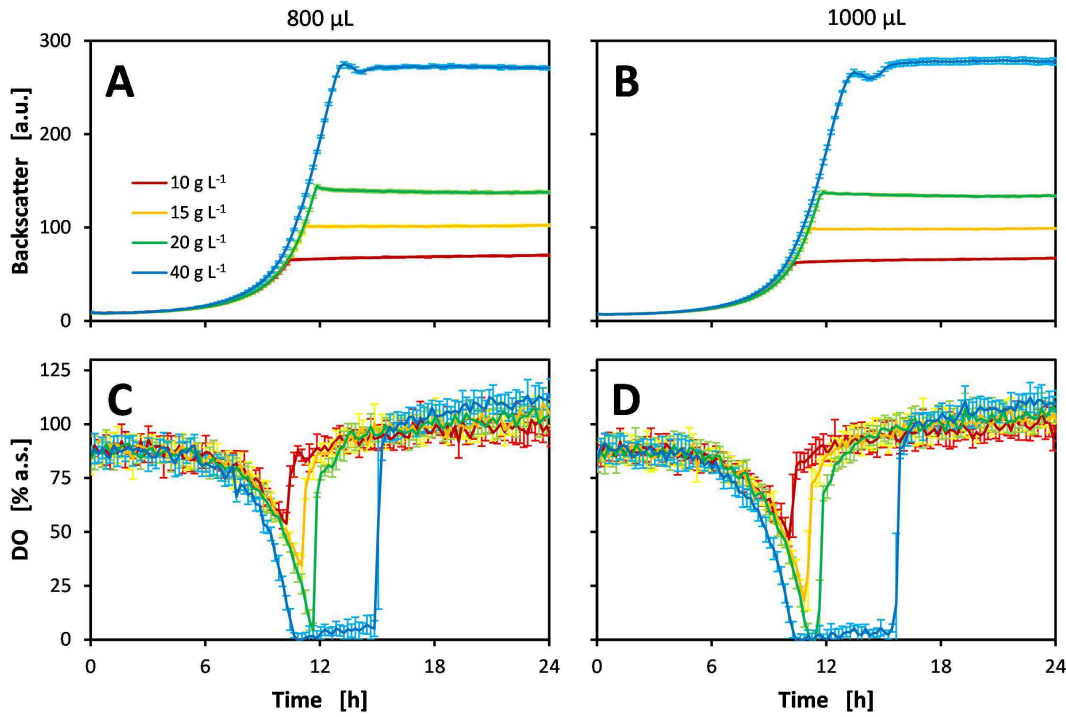 800 µL
1000 µL
300
200
100
0
Backscatter [a.u.]
A
B
10 g L⁻¹
15 g L⁻¹
20 g L⁻¹
40 g L⁻¹
125
100
75
50
25
0
DO [% a.s.]
C
D
0 6 12 18 24
0 6 12 18 24
Time [h]
Time [h]